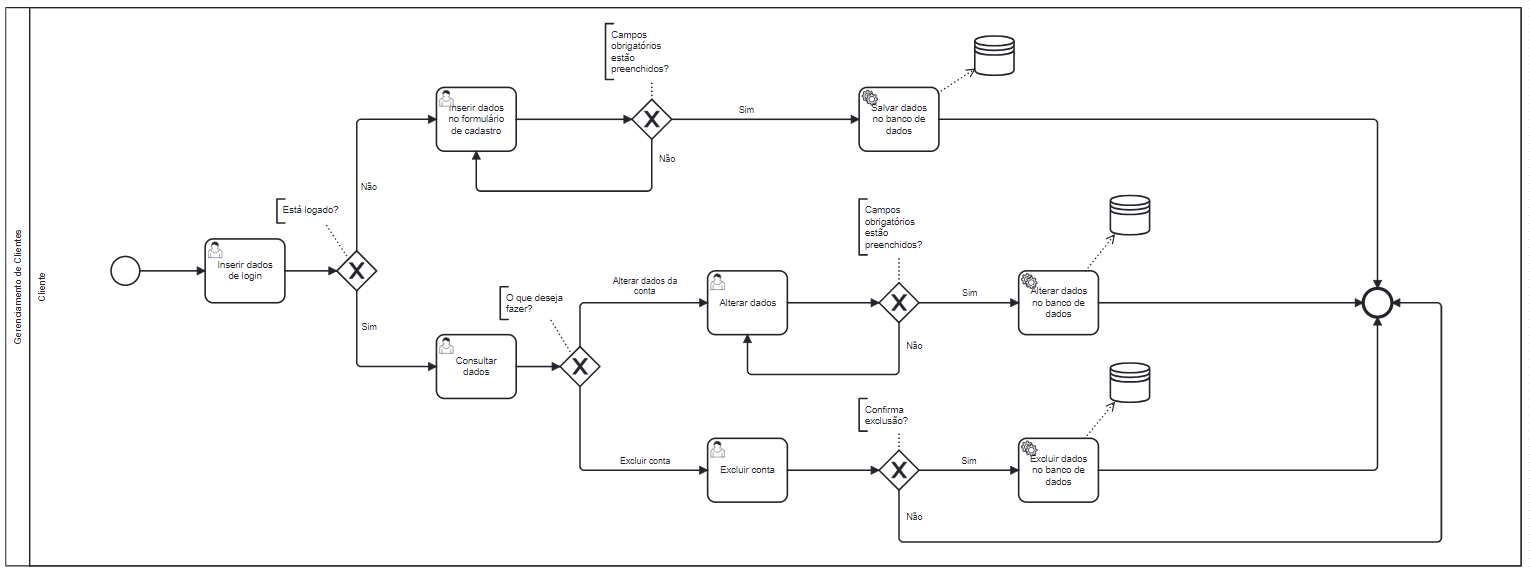 Gerenciamento de Clientes
Cliente
Inserir dados
de login
Está logado?
Não
Sim
Inserir dados
no formulário
de cadastro
Campos
obrigatórios
estão
preenchidos?
Sim
Não
Salvar dados
no banco de
dados
Consultar
dados
O que deseja
fazer?
Alterar dados da
conta
Excluir conta
Alterar dados
Campos
obrigatórios
estão
preenchidos?
Sim
Não
Alterar dados
no banco de
dados
Excluir conta
Confirma
exclusão?
Sim
Não
Excluir dados
no banco de
dados